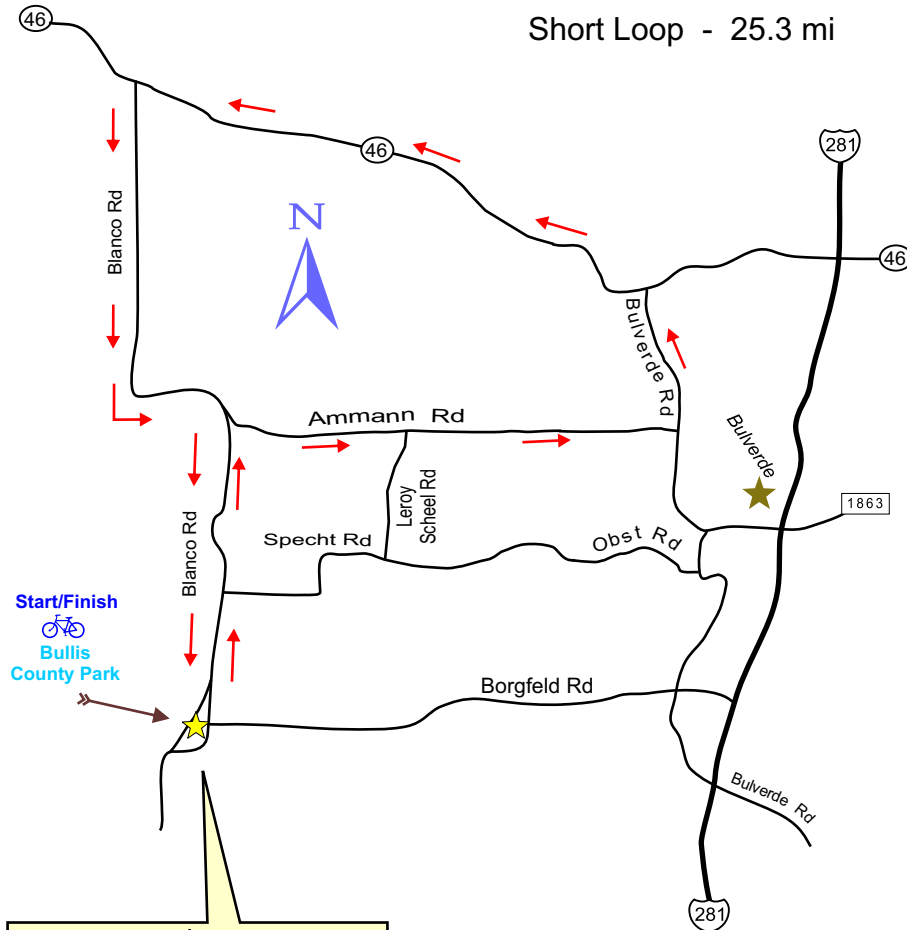 Short Loop - 25.3 mi
46
46
281
46
N
Blanco Rd
Bulverde Rd
Ammann Rd
Bulverde
Leroy
Scheel Rd
1863
Specht Rd
Obst Rd
Blanco Rd
Start/Finish
Bullis
County Park
Borgfeld Rd
Bulverde Rd
281